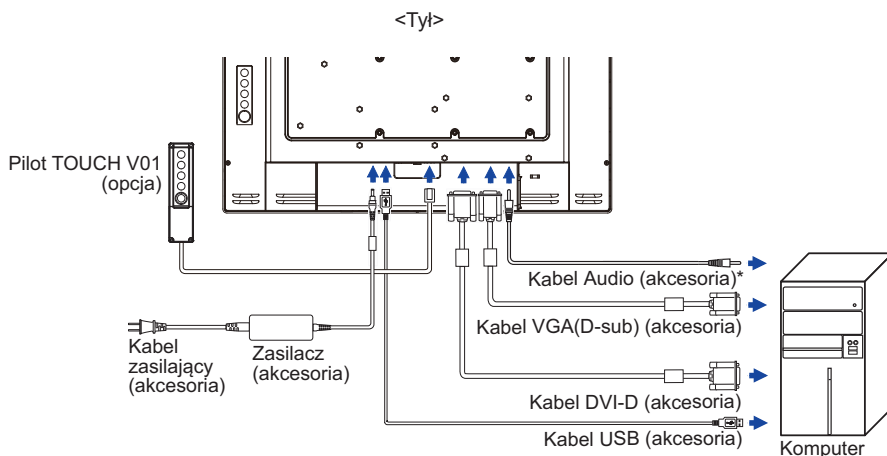 <Tył>
Pilot TOUCH V01
(opcja)
Kabel Audio (akcesoria)*
Kabel VGA(D-sub) (akcesoria)
Kabel
zasilający
(akcesoria)
Zasilacz
(akcesoria)
Kabel DVI-D (akcesoria)
Kabel USB (akcesoria)
Komputer